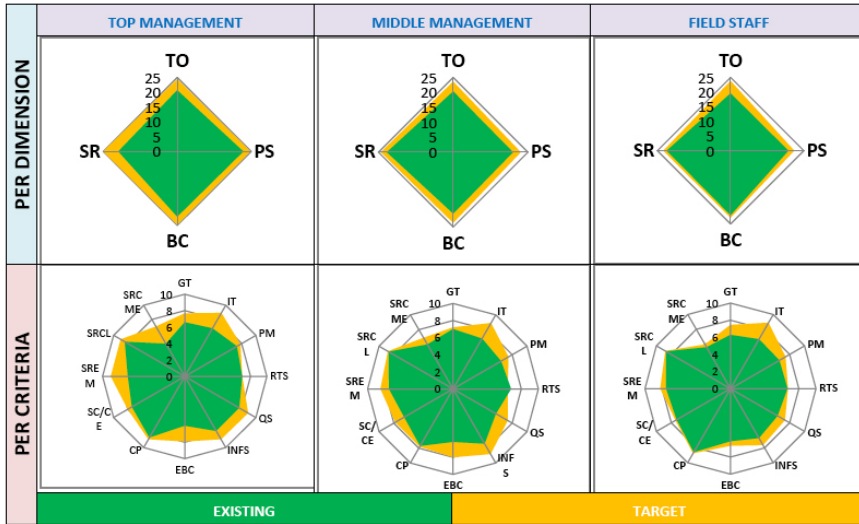 TOP MANAGEMENT
MIDDLE MANAGEMENT
FIELD STAFF
PER DIMENSION
TO
25
20
15
10
5
0
SR
PS
BC
TO
25
20
15
10
5
0
SR
PS
BC
TO
25
20
15
10
5
0
SR
PS
BC
PER CRITERIA
GT
10
8
6
4
2
0
IT
PM
RTS
QS
INFS
EBC
CP
SC/C
E
SRE
M
SRCL
SRC
ME
GT
10
8
6
4
2
0
IT
PM
RTS
QS
INF
S
EBC
CP
SC/
CE
SRE
M
SRC
L
SRC
ME
GT
10
8
6
4
2
0
IT
PM
RTS
QS
INFS
EBC
CP
SC/
CE
SRE
M
SRC
L
SRC
ME
EXISTING
TARGET